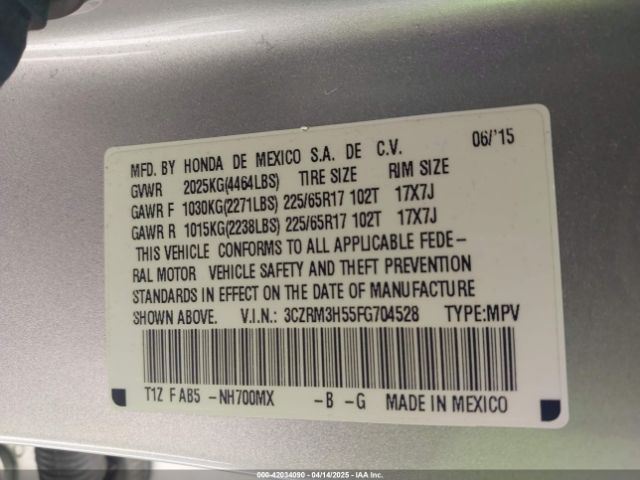 MFD. BY HONDA DE MEXICO S.A. DE C.V. 06/'15
GVWR 2025KG(4464LBS) TIRE SIZE RIM SIZE
GAWR F 1030KG(2271LBS) 225/65R17 102T 17X7J
GAWR R 1015KG(2238LBS) 225/65R17 102T 17X7J
THIS VEHICLE CONFORMS TO ALL APPLICABLE FEDE-
RAL MOTOR VEHICLE SAFETY AND THEFT PREVENTION
STANDARDS IN EFFECT ON THE DATE OF MANUFACTURE
SHOWN ABOVE. V.I.N.: 3CZRM3H55FG704528 TYPE:MPV
T1Z F AB5 -NH700MX -B -G MADE IN MEXICO
000-42034090 - 04/14/2025 - IAA Inc.